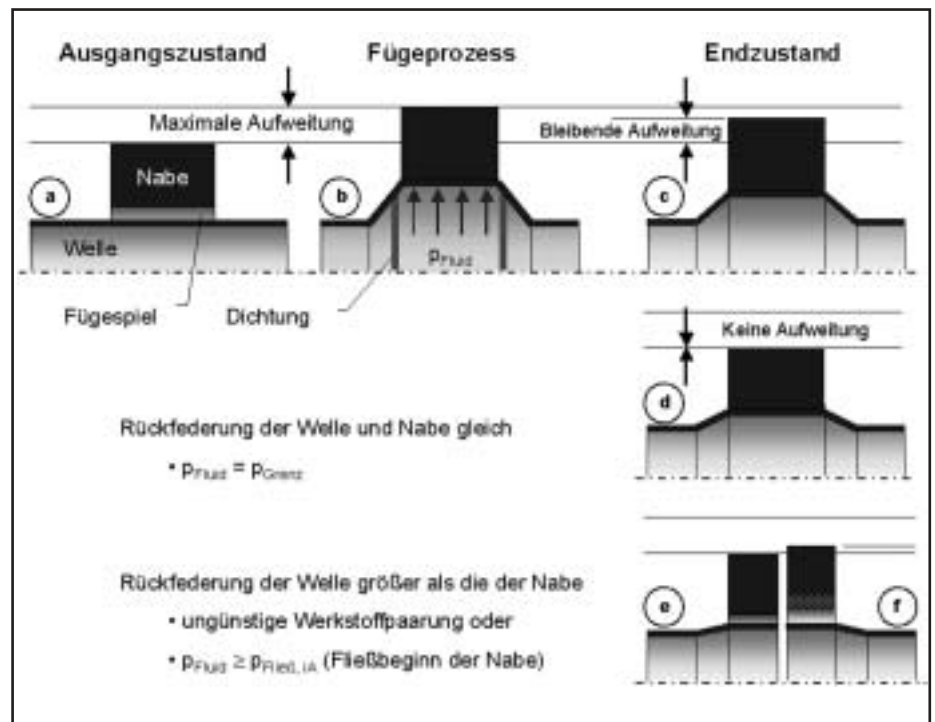 Ausgangszustand
Fügeprozess
Endzustand
Maximale Aufweitung
Bleibende Aufweitung
Nabe
a
b
c
Welle
pFluid
Fügespiel
Dichtung
Keine Aufweitung
d
Rückfederung der Welle und Nabe gleich
• pFluid = pGrenz
Rückfederung der Welle größer als die der Nabe
• ungünstige Werkstoffpaarung oder
• pFluid ≥ pFließ, iA (Fließbeginn der Nabe)
e
f